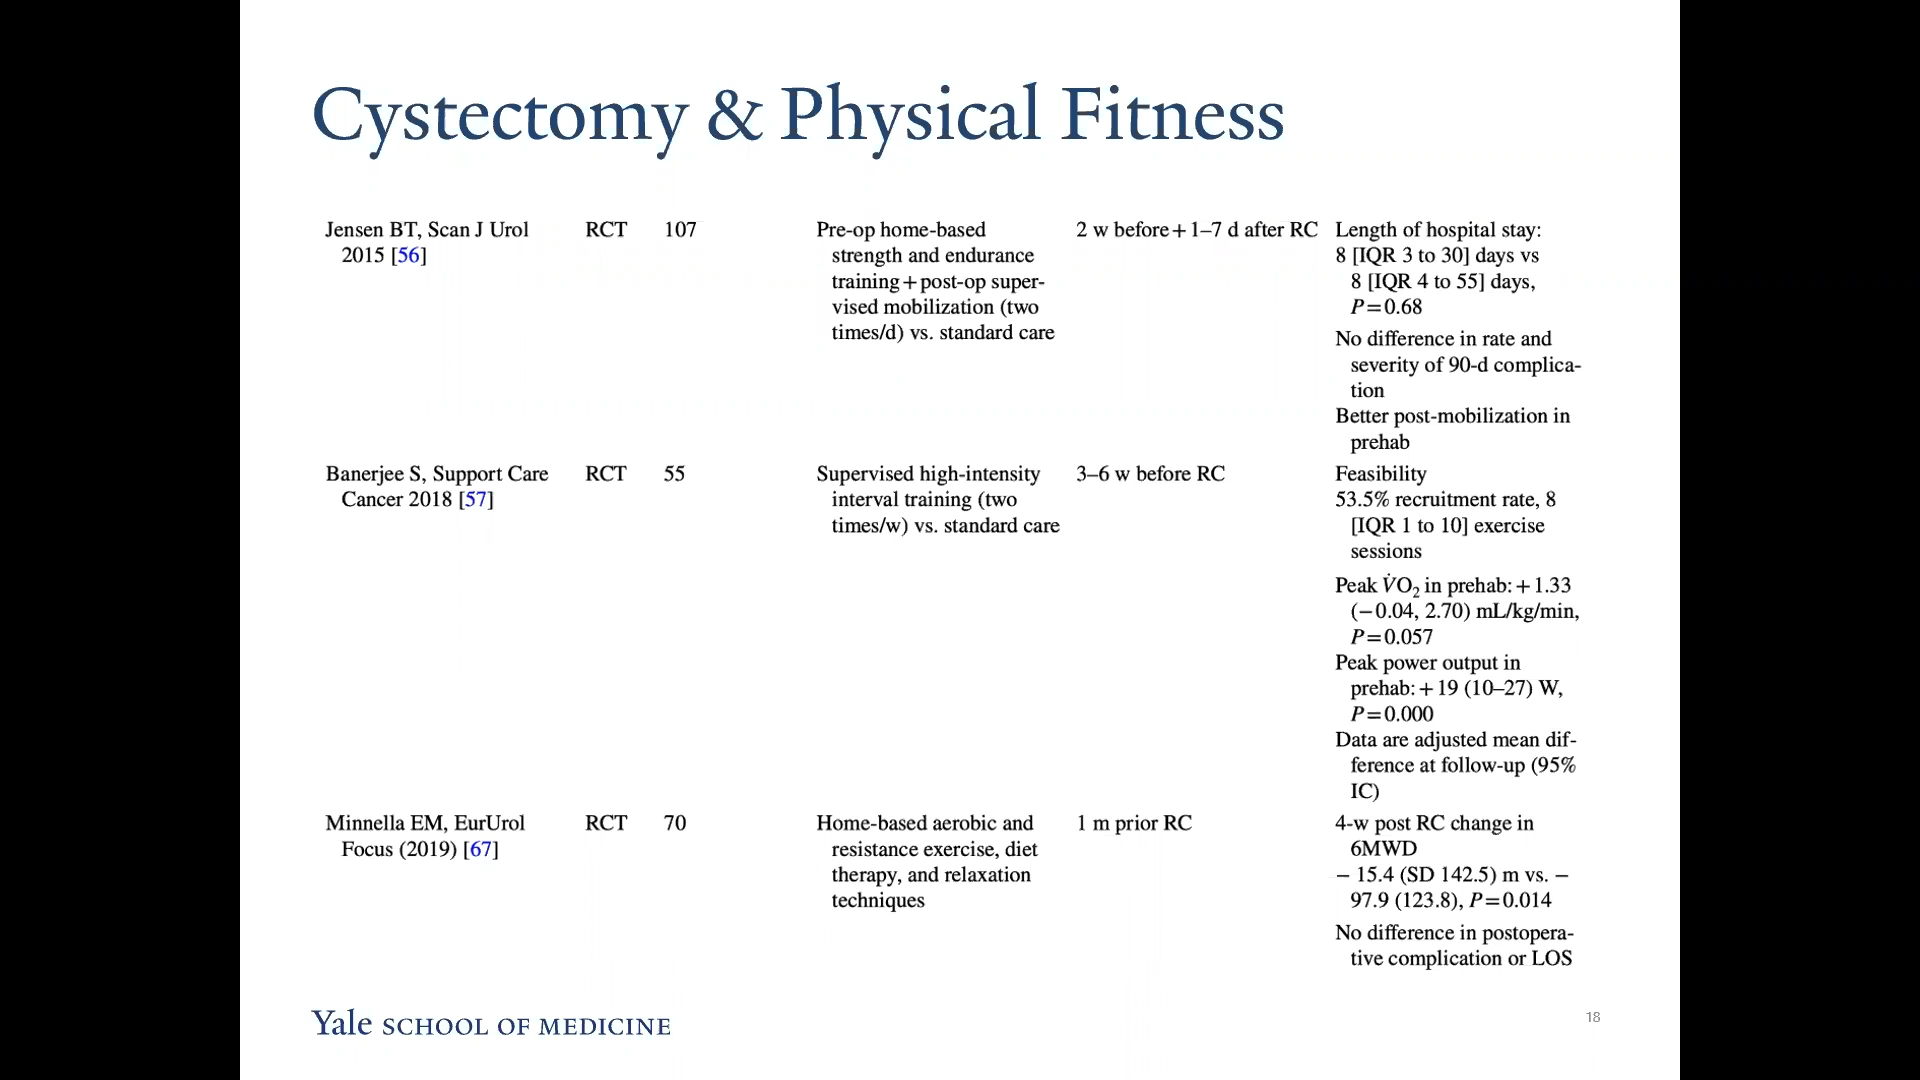 Cystectomy & Physical Fitness
Jensen BT, Scan J Urol
2015 [56]
RCT
107
Pre-op home-based
strength and endurance
training + post-op super-
vised mobilization (two
times/d) vs. standard care
2 w before + 1–7 d after RC
Length of hospital stay:
8 [IQR 3 to 30] days vs
8 [IQR 4 to 55] days,
P = 0.68
No difference in rate and
severity of 90-d complica-
tion
Better post-mobilization in
prehab
Banerjee S, Support Care
Cancer 2018 [57]
RCT
55
Supervised high-intensity
interval training (two
times/w) vs. standard care
3–6 w before RC
Feasibility
53.5% recruitment rate, 8
[IQR 1 to 10] exercise
sessions
Peak V̇O₂ in prehab: + 1.33
(− 0.04, 2.70) mL/kg/min,
P = 0.057
Peak power output in
prehab: + 19 (10–27) W,
P = 0.000
Data are adjusted mean dif-
ference at follow-up (95%
IC)
Minnella EM, EurUrol
Focus (2019) [67]
RCT
70
Home-based aerobic and
resistance exercise, diet
therapy, and relaxation
techniques
1 m prior RC
4-w post RC change in
6MWD
− 15.4 (SD 142.5) m vs. −
97.9 (123.8), P = 0.014
No difference in postopera-
tive complication or LOS
Yale SCHOOL OF MEDICINE
18